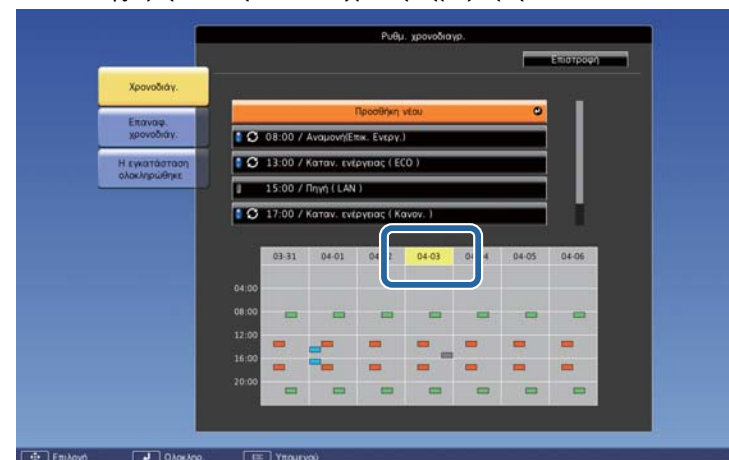 Ρυθμ. χρονοδιαγρ.
Επιστροφή
Χρονοδιάγ.
Επαναφ.
χρονοδιάγ.
Η εγκατάσταση
ολοκληρώθηκε
Προσθήκη νέου
08:00 / Αναμονή(Επικ. Ενεργ.)
13:00 / Καταν. ενέργειας ( ECO )
15:00 / Πηγή ( LAN )
17:00 / Καταν. ενέργειας ( Κανον. )
03-31 04-01 04-03 04-05 04-06
04:00
08:00
12:00
16:00
20:00
Επιλογή Ολοκληρ. Υπομενού